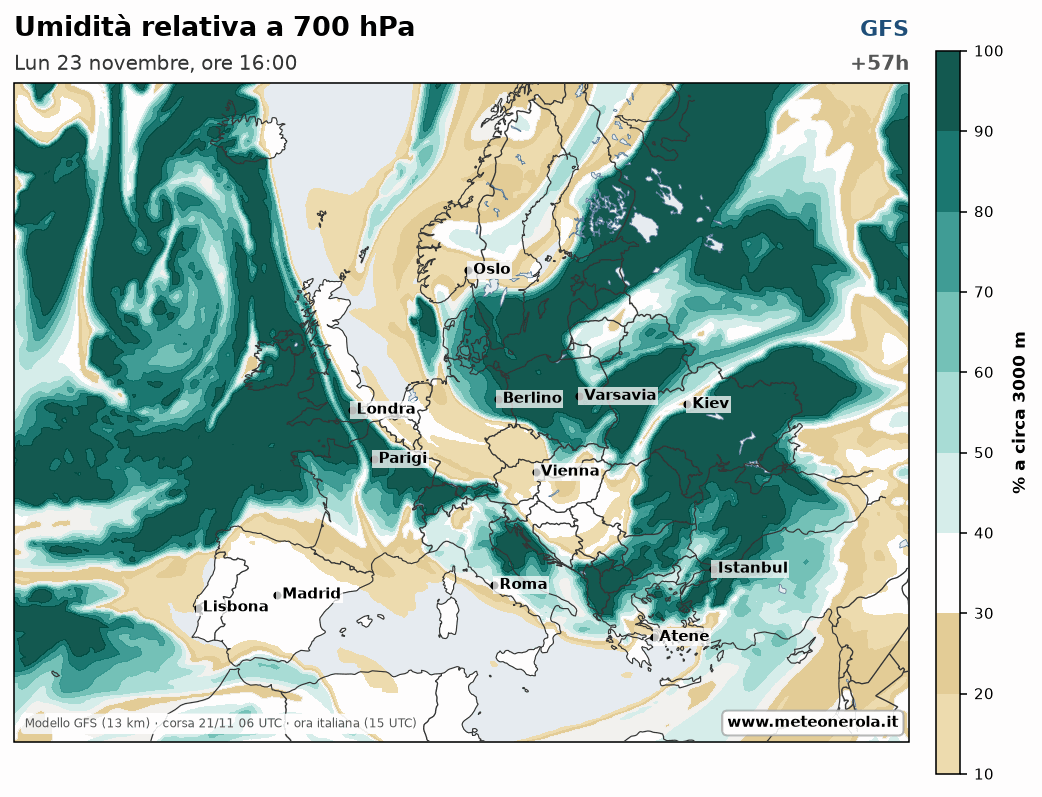 Umidità relativa a 700 hPa
GFS
Lun 23 novembre, ore 16:00
+57h
100
90
80
70
60
50
40
30
20
10
% a circa 3000 m
Oslo
Londra
Berlino
Varsavia
Kiev
Parigi
Vienna
Istanbul
Roma
Madrid
Lisbona
Atene
Modello GFS (13 km) · corsa 21/11 06 UTC · ora italiana (15 UTC)
www.meteonerola.it